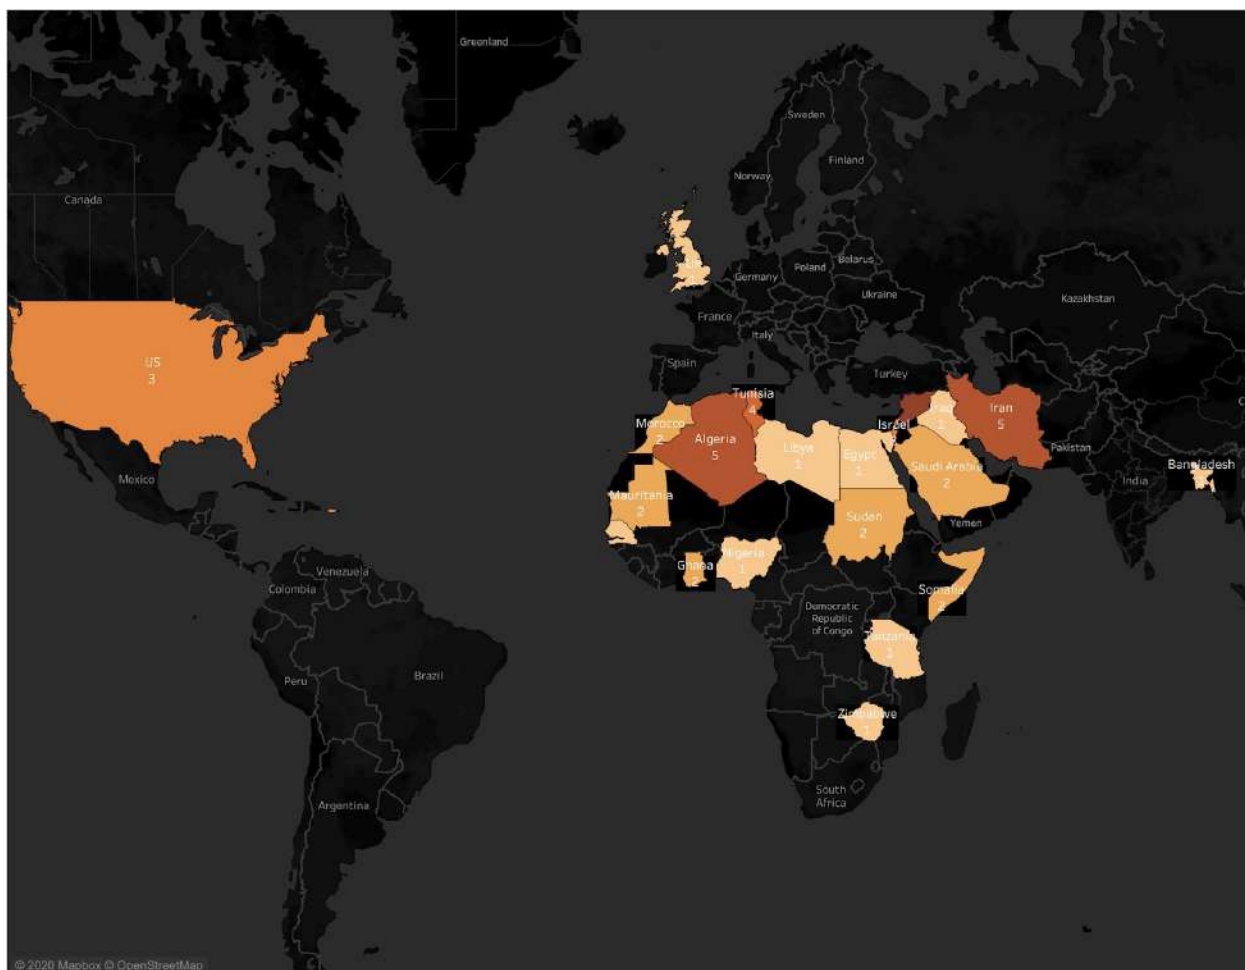 Greenland
Sweden
Finland
Norway
Canada
Belarus
Poland
Germany
UK
1
Ukraine
Kazakhstan
France
Italy
Spain
Turkey
US
3
Tunisia
4
Morocco
2
Algeria
5
Libya
1
Egypt
1
Israel
Iraq
1
Iran
5
Pakistan
Bangladesh
India
Saudi Arabia
2
Mexico
Mauritania
2
Sudan
2
Yemen
Nigeria
1
Ghana
2
Somalia
2
Venezuela
Colombia
Democratic
Republic
of Congo
Tanzania
1
Brazil
Peru
Zimbabwe
1
South
Africa
Argentina
© 2020 Mapbox © OpenStreetMap